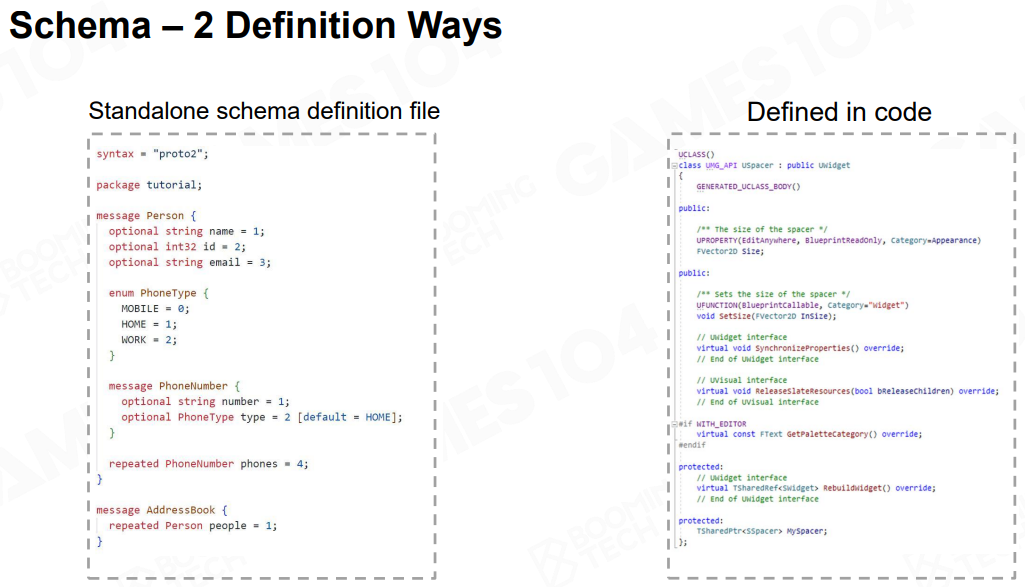 Schema – 2 Definition Ways
Standalone schema definition file
syntax = "proto2";
package tutorial;
message Person {
optional string name = 1;
optional int32 id = 2;
optional string email = 3;
enum PhoneType {
MOBILE = 0;
HOME = 1;
WORK = 2;
}
message PhoneNumber {
optional string number = 1;
optional PhoneType type = 2 [default = HOME];
}
repeated PhoneNumber phones = 4;
}
message AddressBook {
repeated Person people = 1;
}
Defined in code
UCLASS()
class UMG_API USpacer : public UWidget
{
GENERATED_UCLASS_BODY()
public:
/** The size of the spacer */
UPROPERTY(EditAnywhere, BlueprintReadOnly, Category=Appearance)
FVector2D Size;
public:
/** Sets the size of the spacer */
UFUNCTION(BlueprintCallable, Category="Widget")
void SetSize(FVector2D InSize);
// UWidget interface
virtual void SynchronizeProperties() override;
// End of UWidget interface
// UVisual interface
virtual void ReleaseSlateResources(bool bReleaseChildren) override;
// End of UVisual interface
#if WITH_EDITOR
virtual const FText GetPaletteCategory() override;
#endif
protected:
// UWidget interface
virtual TSharedRef<SWidget> RebuildWidget() override;
// End of UWidget interface
protected:
TSharedPtr<SSpacer> MySpacer;
};
GAMES 104
BOOMING
TECH